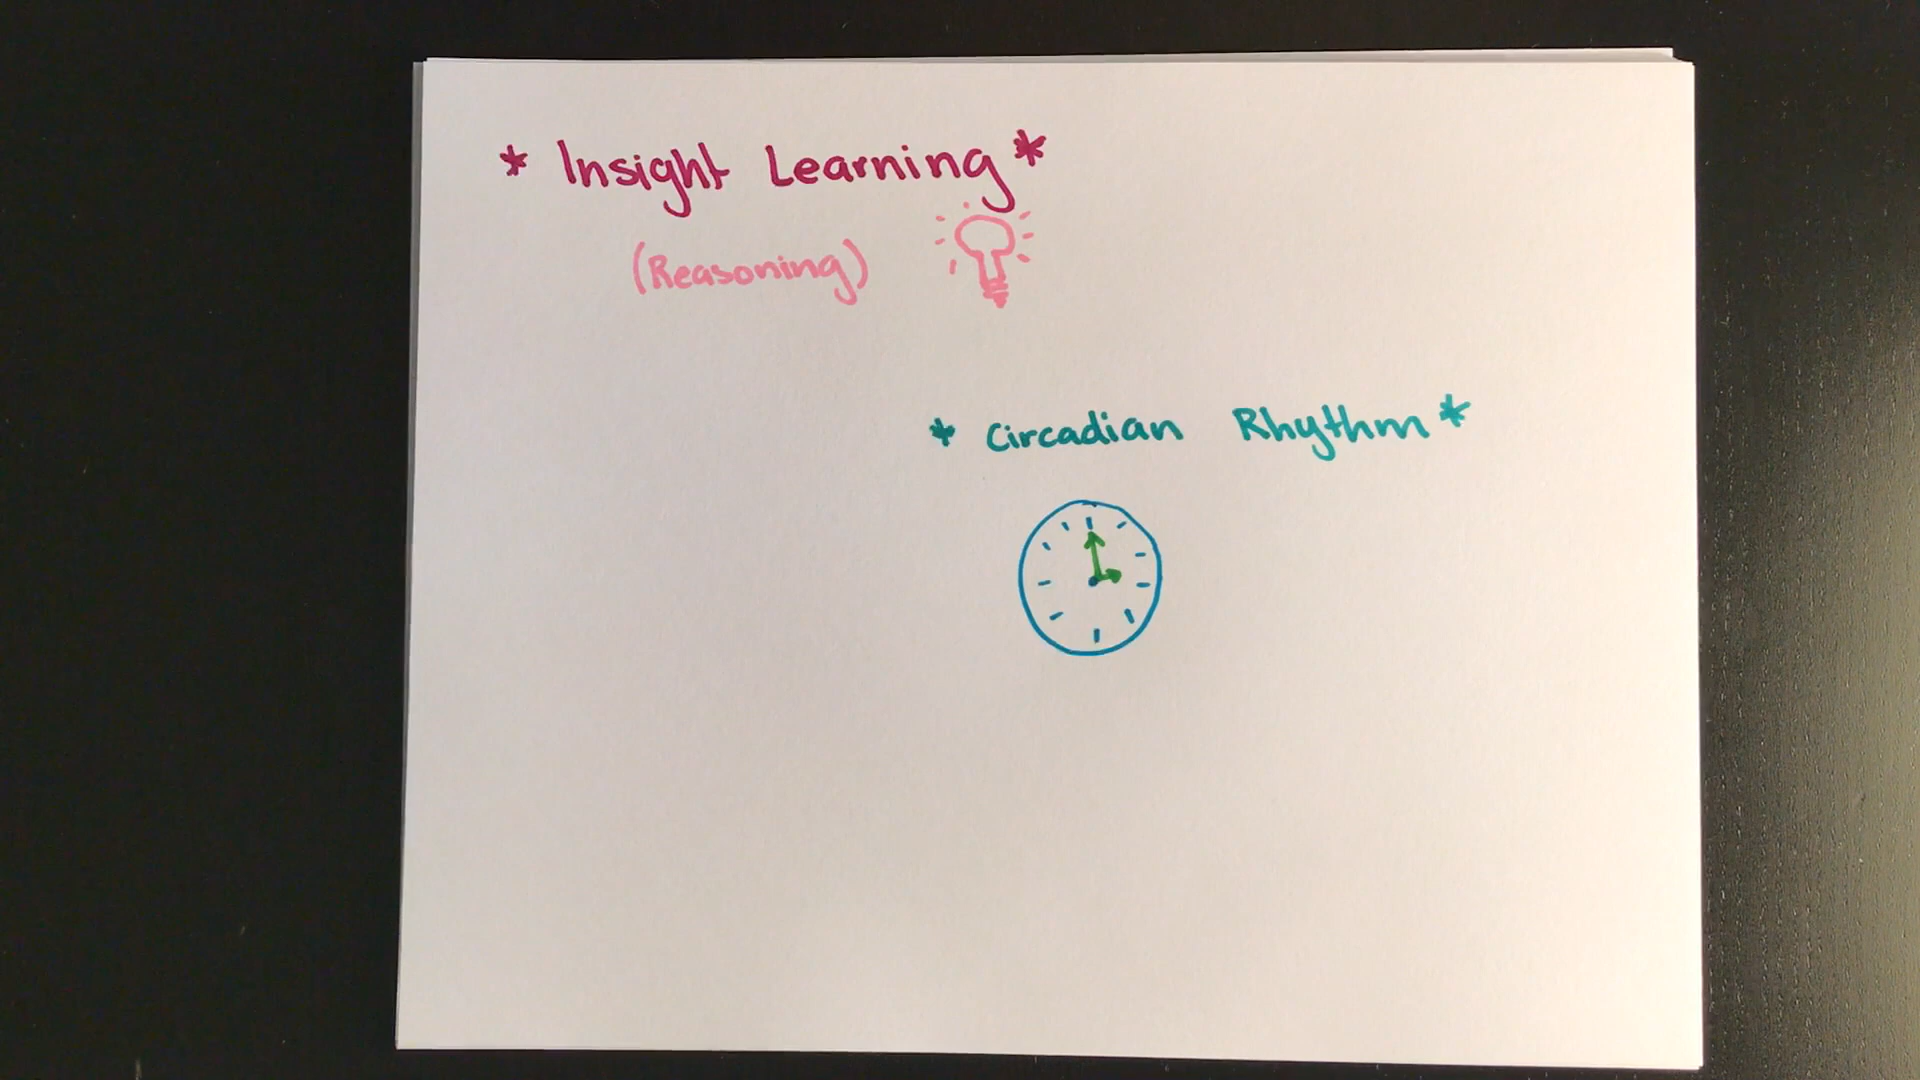 * Insight Learning *
(Reasoning)
* Circadian Rhythm *